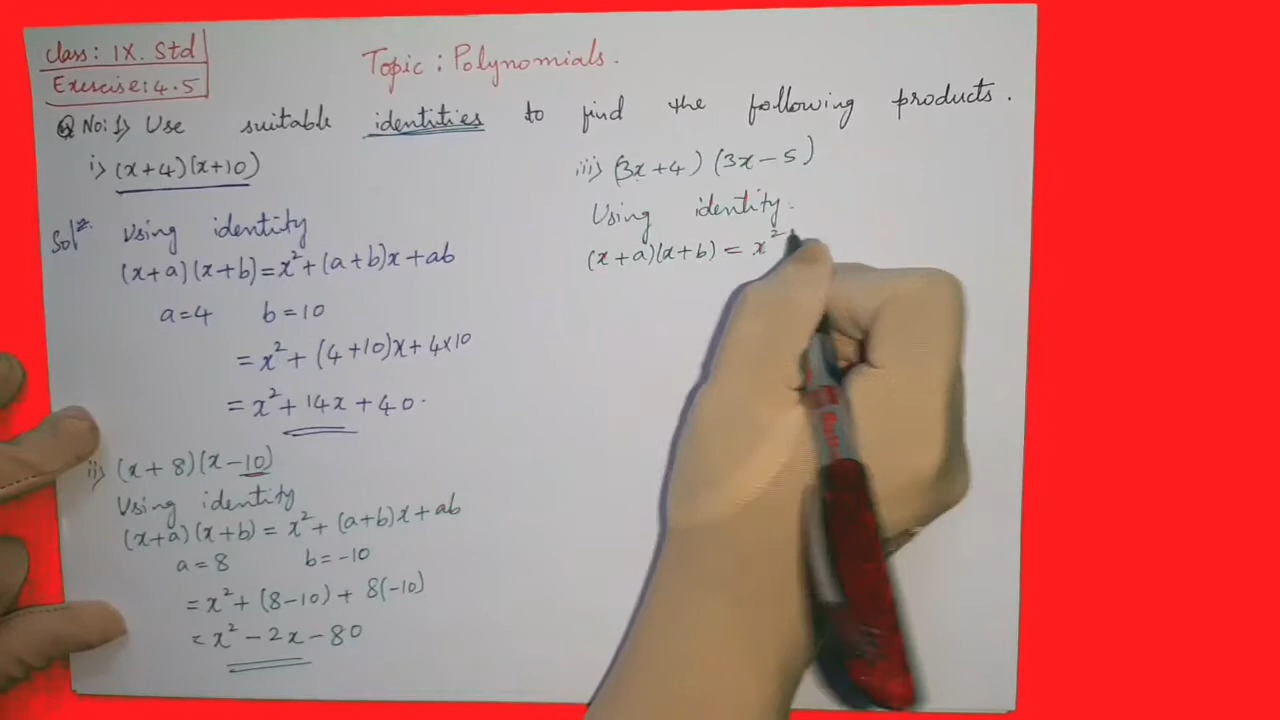 Class: IX. Std
Exercise: 4.5
Topic: Polynomials.
Q No: 1) Use suitable identities to find the following products.
i) (x+4)(x+10)
Sol². Using identity
(x+a)(x+b)=x²+(a+b)x+ab
a=4 b=10
=x²+(4+10)x+4×10
=x²+14x+40.
ii) (x+8)(x-10)
Using identity
(x+a)(x+b)=x²+(a+b)x+ab
a=8 b=-10
=x²+(8-10)+8(-10)
=x²-2x-80
iii) (3x+4)(3x-5)
Using identity.
(x+a)(x+b)=x²